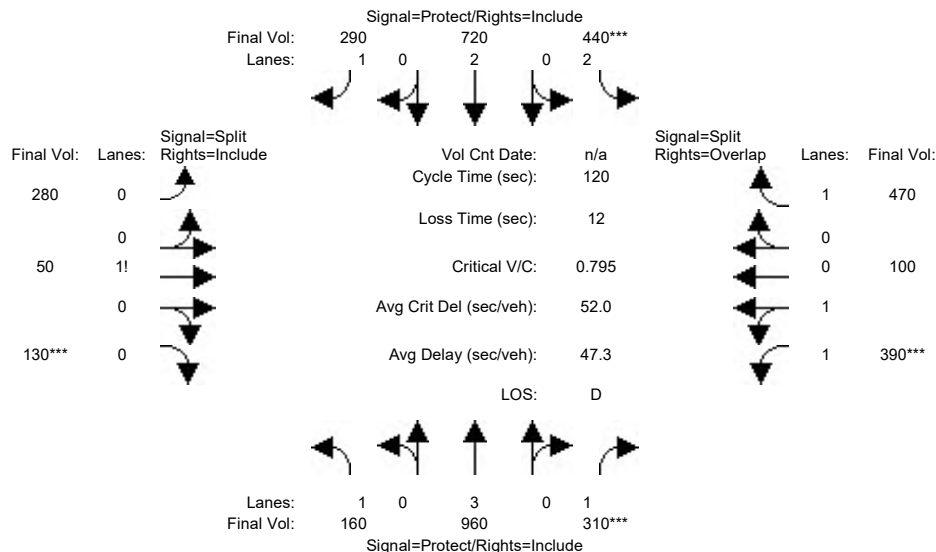 Signal=Protect/Rights=Include
Final Vol: 290 720 440***
Lanes: 1 0 2 0 2
Signal=Split
Final Vol: Lanes: Rights=Include
Vol Cnt Date: n/a
Signal=Split
Rights=Overlap Lanes: Final Vol:
Cycle Time (sec): 120
280 0
1 470
Loss Time (sec): 12
0
0
50 1!
Critical V/C: 0.795
0 100
0
Avg Crit Del (sec/veh): 52.0
1
130*** 0
Avg Delay (sec/veh): 47.3
1 390***
LOS: D
Lanes: 1 0 3 0 1
Final Vol: 160 960 310***
Signal=Protect/Rights=Include